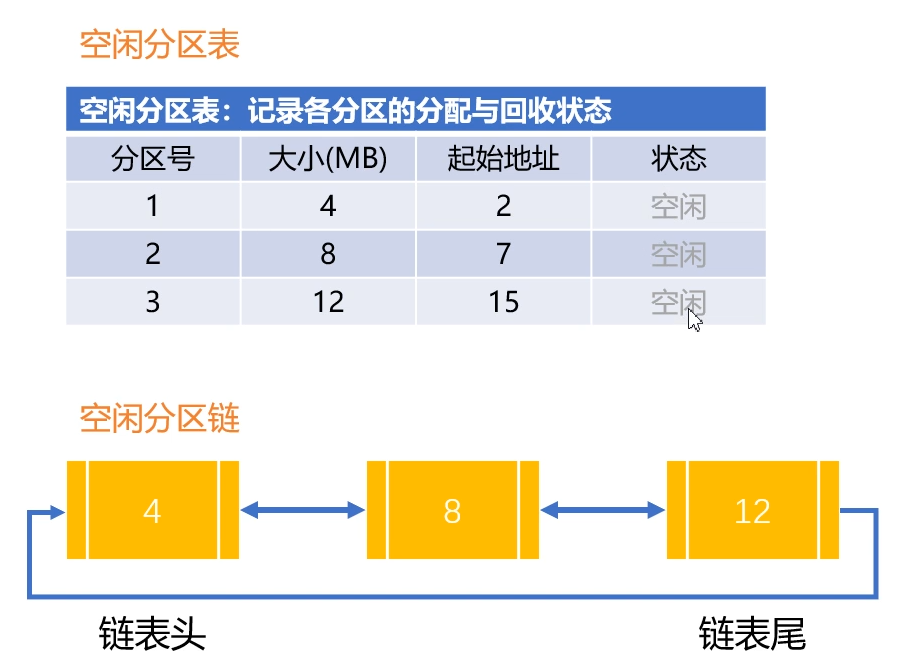 空闲分区表
空闲分区表：记录各分区的分配与回收状态
分区号 大小(MB) 起始地址 状态
1 4 2 空闲
2 8 7 空闲
3 12 15 空闲
空闲分区链
4 8 12
链表头 链表尾